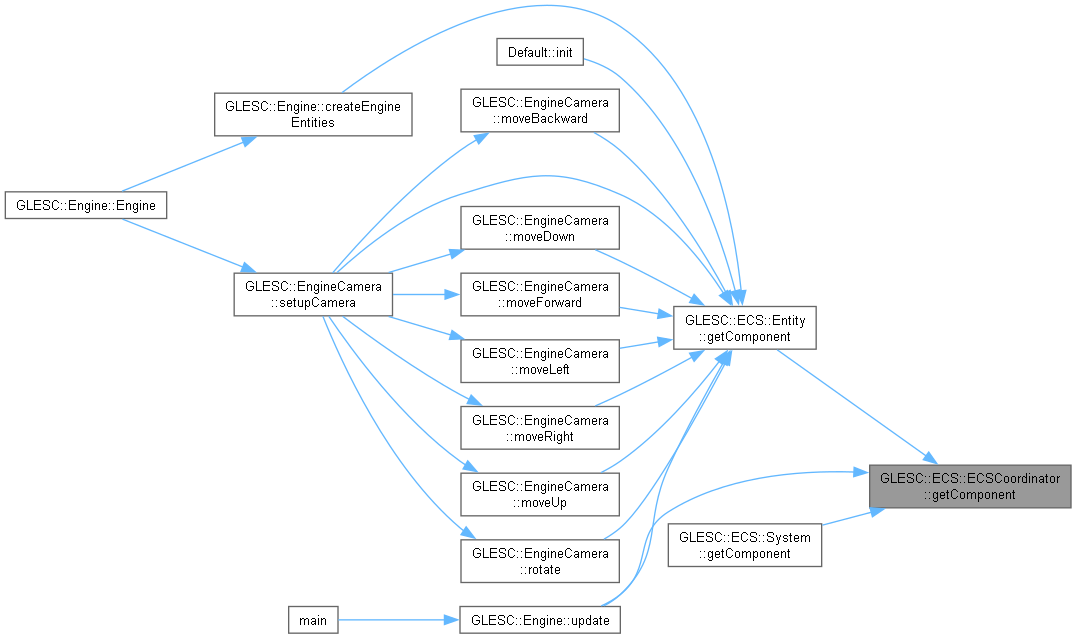 Default::init
GLESC::EngineCamera
::moveBackward
GLESC::Engine::createEngine
Entities
GLESC::Engine::Engine
GLESC::EngineCamera
::moveDown
GLESC::EngineCamera
::setupCamera
GLESC::EngineCamera
::moveForward
GLESC::ECS::Entity
::getComponent
GLESC::EngineCamera
::moveLeft
GLESC::EngineCamera
::moveRight
GLESC::ECS::ECSCoordinator
::getComponent
GLESC::EngineCamera
::moveUp
GLESC::ECS::System
::getComponent
GLESC::EngineCamera
::rotate
main
GLESC::Engine::update